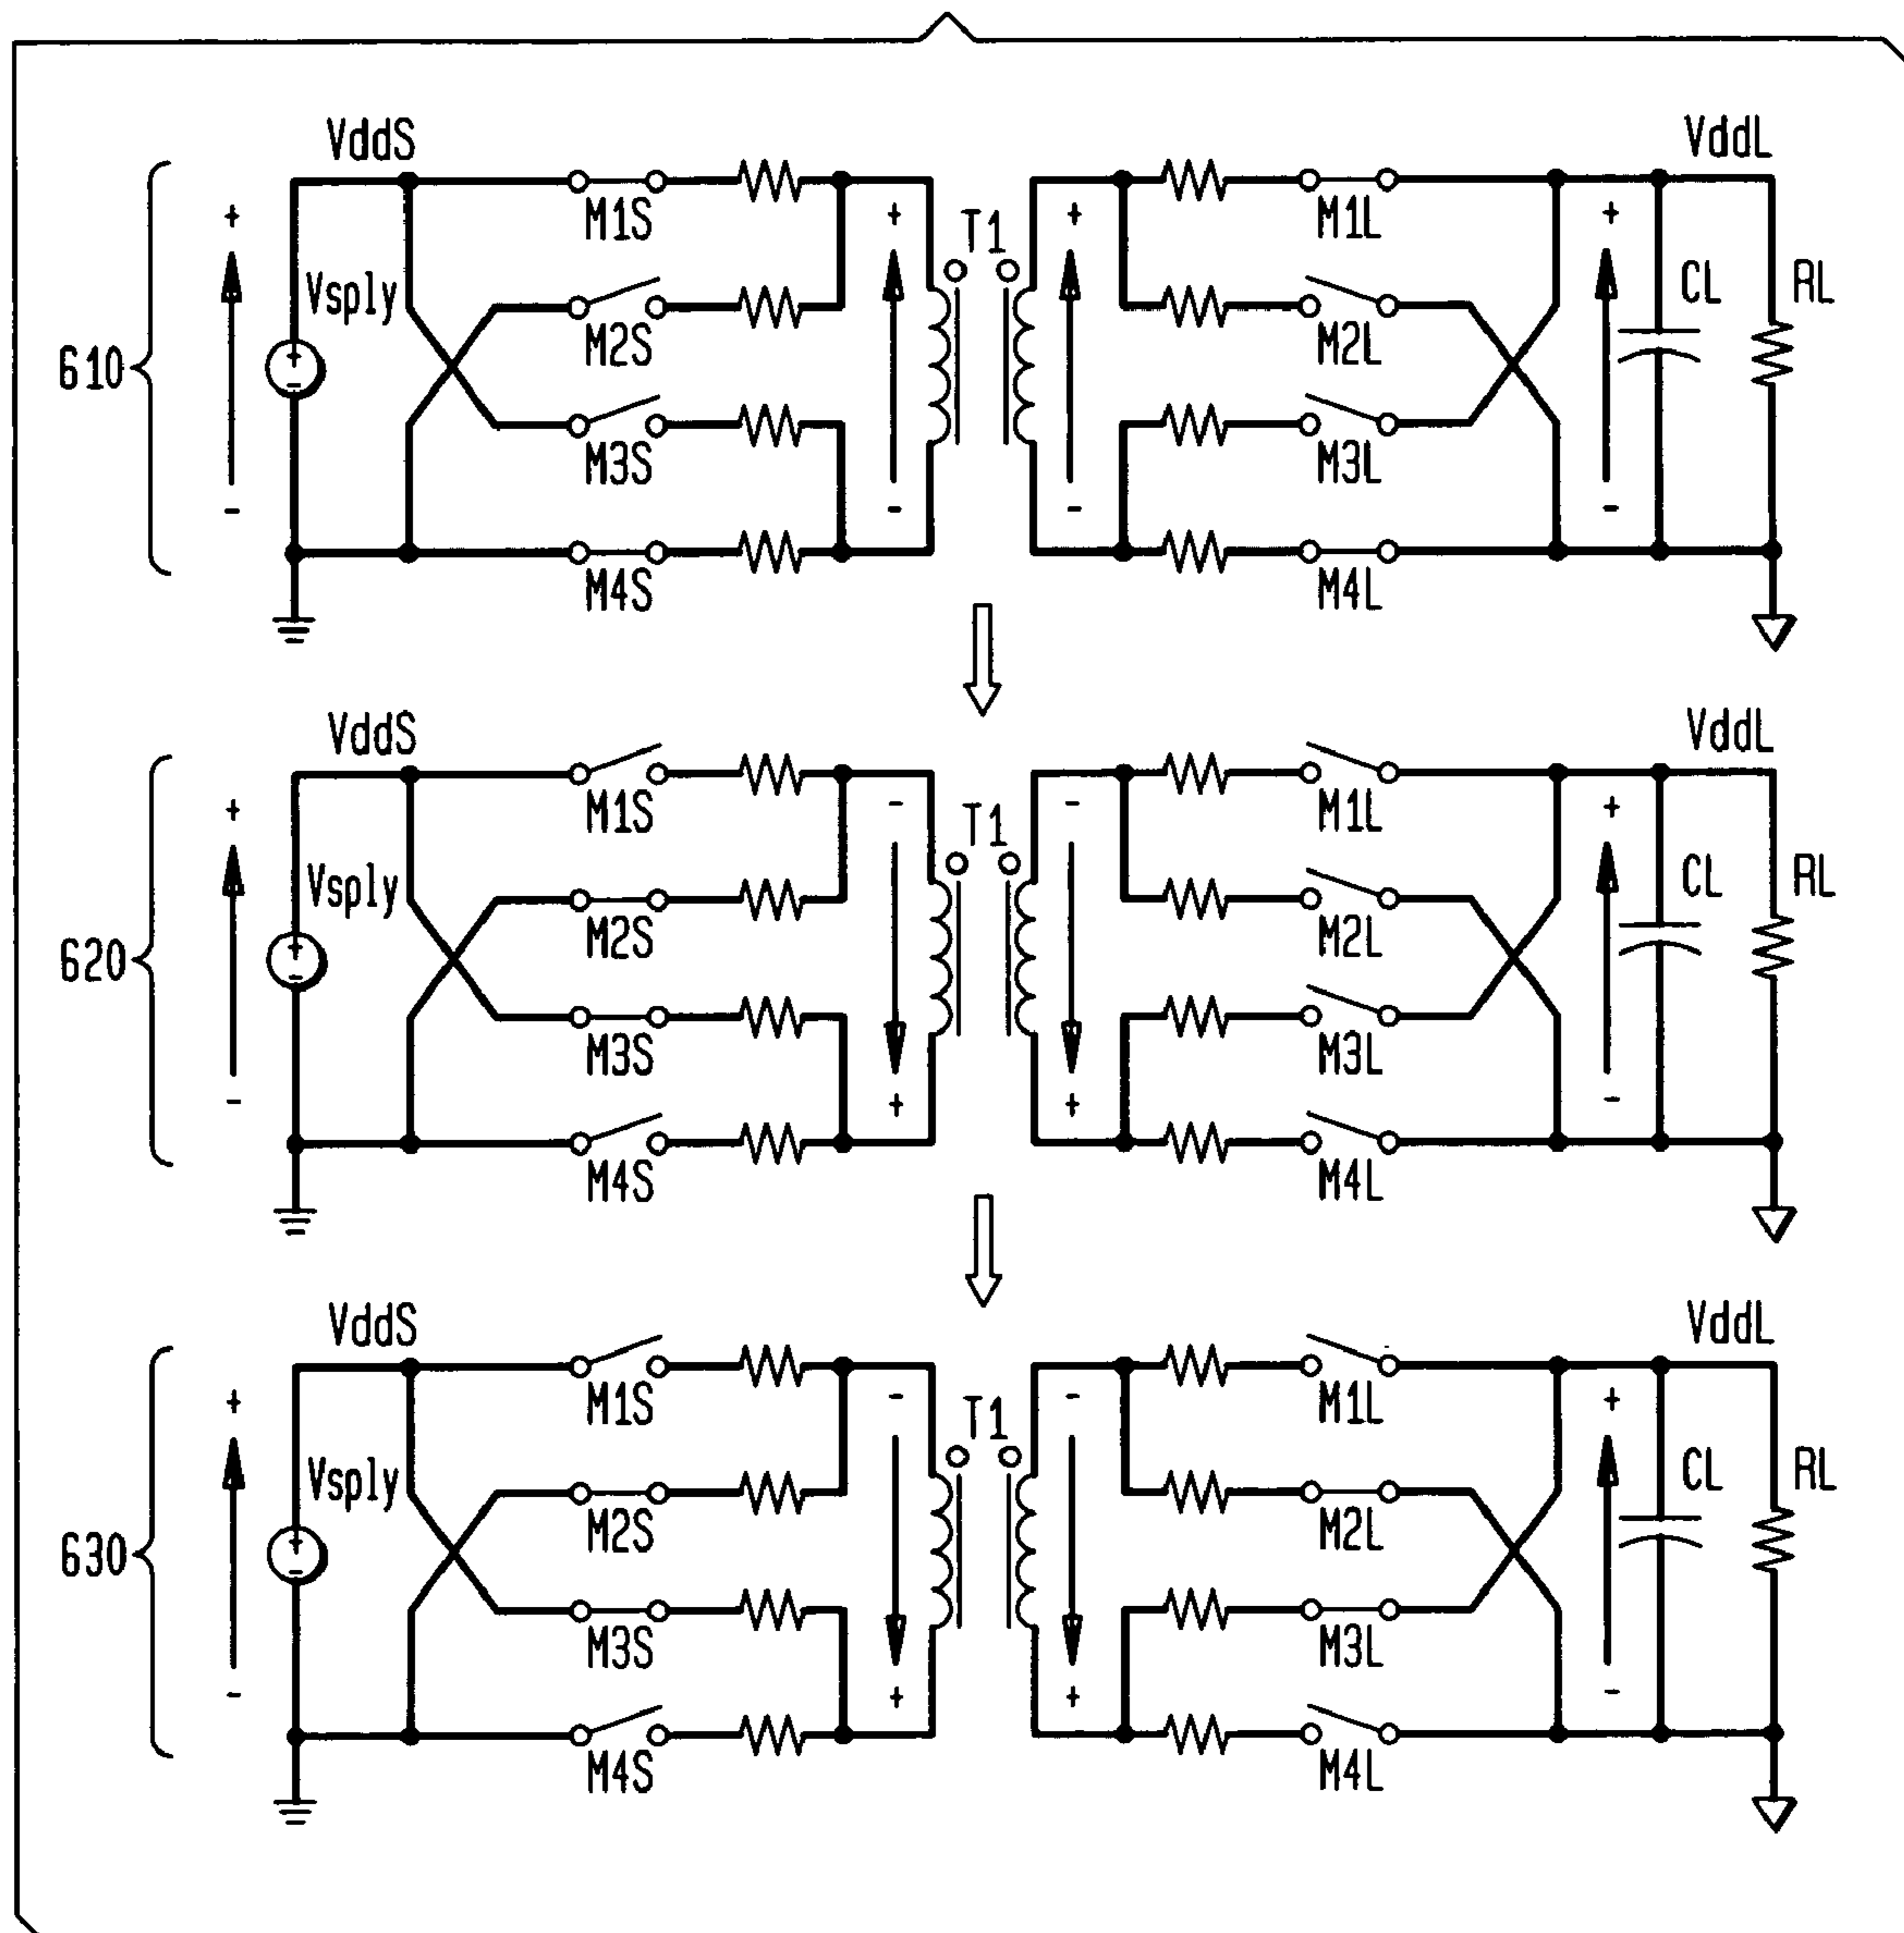 VddS VddL
+ M1S + T1 + M1L +
Vsply CL RL
610 M2S M2L
+
- M3S M3L
- - - -
M4S M4L
VddS VddL
+ M1S - T1 - M1L +
Vsply CL RL
620 M2S M2L
+
- M3S M3L
- + + -
M4S M4L
VddS VddL
+ M1S - T1 - M1L +
Vsply CL RL
630 M2S M2L
+
- M3S M3L
- + + -
M4S M4L